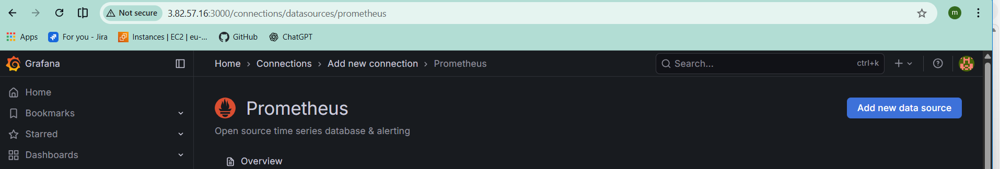 Not secure 3.82.57.16:3000/connections/datasources/prometheus m
Apps For you - Jira Instances | EC2 | eu-... GitHub ChatGPT
Grafana Home › Connections › Add new connection › Prometheus Search... ctrl+k
Home
Bookmarks
Starred
Dashboards
Prometheus
Add new data source
Open source time series database & alerting
Overview